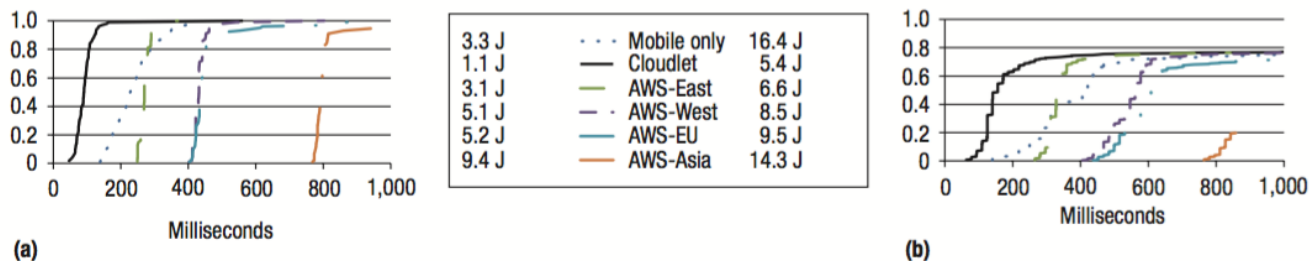 1.0
0.8
0.6
0.4
0.2
0
0 200 400 600 800 1,000
Milliseconds
(a)
3.3 J Mobile only 16.4 J
1.1 J Cloudlet 5.4 J
3.1 J AWS-East 6.6 J
5.1 J AWS-West 8.5 J
5.2 J AWS-EU 9.5 J
9.4 J AWS-Asia 14.3 J
1.0
0.8
0.6
0.4
0.2
0
0 200 400 600 800 1,000
Milliseconds
(b)